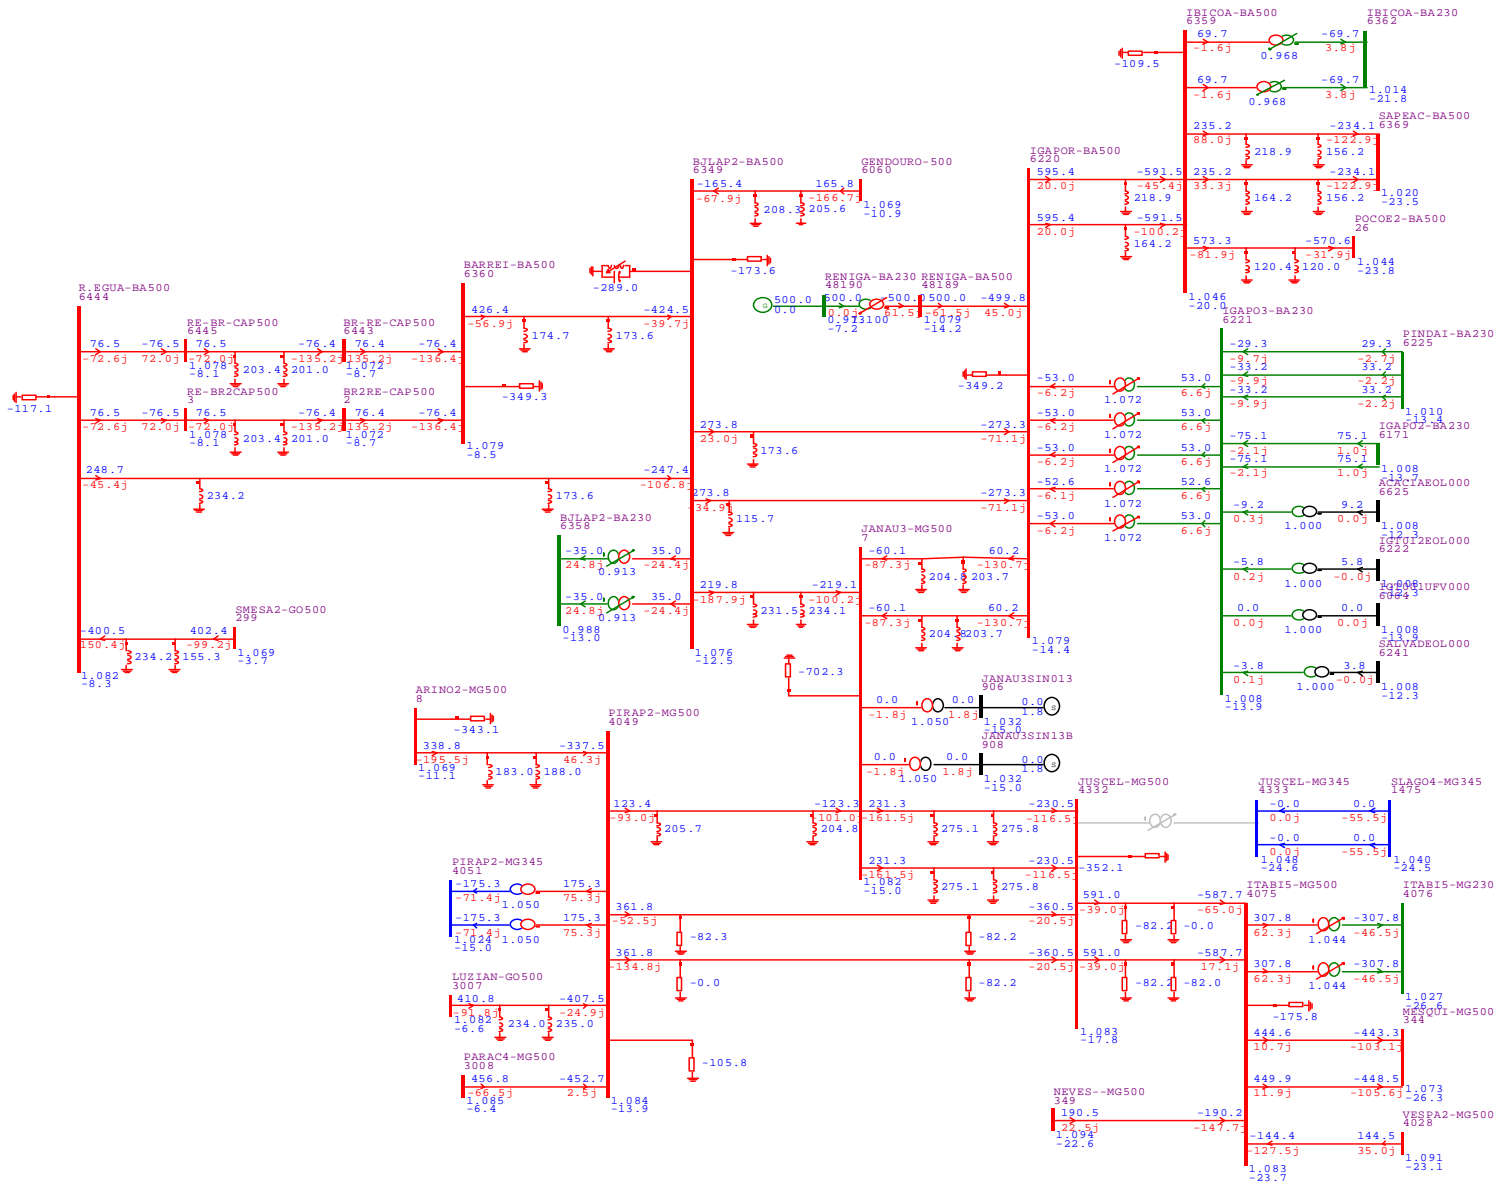 IBICOA-BA500
6359
IBICOA-BA230
6362
69.7
-69.7
-1.6j
3.8j
0.968
-109.5
69.7
-69.7
-1.6j
3.8j
0.968
1.014
-21.8
SAPEAC-BA500
6369
235.2
-234.1
88.0j
-122.9j
218.9
156.2
235.2
-234.1
33.3j
-122.9j
164.2
156.2
1.020
-23.5
POCOE2-BA500
26
573.3
-570.6
-81.9j
-31.9j
120.4
120.0
1.044
-23.8
1.046
-20.0
IGAPOR-BA500
6220
595.4
-591.5
20.0j
-45.4j
218.9
595.4
-591.5
20.0j
-100.2j
164.2
BJLAP2-BA500
6349
GENDOURO-500
6060
-165.4
165.8
-67.9j
-166.7j
208.3
205.6
1.069
-10.9
-173.6
-289.0
RENIGA-BA230
48190
RENIGA-BA500
48189
500.0
0.0
500.0
0.0j
500.0
61.5j
500.0
-499.8
-61.5j
45.0j
-7.2
1.079
-14.2
BARREI-BA500
6360
426.4
-424.5
-56.9j
-39.7j
174.7
173.6
-349.3
1.079
-8.5
R.EGUA-BA500
6444
RE-BR-CAP500
6445
BR-RE-CAP500
6443
76.5
-76.5
76.5
-76.4
76.4
-76.4
-72.6j
72.0j
-72.0j
-135.2j
135.2j
-136.4j
1.078
-8.1
203.4
201.0
1.072
-8.7
-117.1
RE-BR2CAP500
3
BR2RE-CAP500
2
76.5
-76.5
76.5
-76.4
76.4
-76.4
-72.6j
72.0j
-72.0j
-135.2j
135.2j
-136.4j
1.078
-8.1
203.4
201.0
1.072
-8.7
248.7
-247.4
-45.4j
-106.8j
234.2
173.6
SMESA2-GO500
299
-400.5
402.4
150.4j
-99.2j
234.2
155.3
1.069
-3.7
1.082
-8.3
IGAPO3-BA230
6221
PINDAI-BA230
6225
-29.3
29.3
-9.7j
-2.7j
-33.2
33.2
-9.9j
-2.2j
-33.2
33.2
-9.9j
-2.2j
1.010
-13.4
IGAPO2-BA230
6171
-75.1
75.1
-2.1j
1.0j
-75.1
75.1
-2.1j
1.0j
1.008
-13.7
ACACIAEOL000
6625
-9.2
9.2
0.3j
0.0j
1.000
1.008
-12.3
IGT012EOL000
6222
-5.8
5.8
0.2j
-0.0j
1.000
1.008
-12.3
0.0
0.0
0.0j
0.0j
1.000
1.008
-13.9
SALVADEOL000
6241
-3.8
3.8
0.1j
-0.0j
1.000
1.008
-12.3
1.008
-13.9
-349.2
-53.0
53.0
-6.2j
6.6j
1.072
-53.0
53.0
-6.2j
6.6j
1.072
-53.0
53.0
-6.2j
6.6j
1.072
-52.6
52.6
-6.1j
6.6j
1.072
-53.0
53.0
-6.2j
6.6j
1.072
273.8
-273.3
23.0j
-71.1j
173.6
273.8
-273.3
34.9j
-71.1j
115.7
BJLAP2-BA230
6358
-35.0
35.0
24.8j
-24.4j
0.913
-35.0
35.0
24.8j
-24.4j
0.913
0.988
-13.0
219.8
-219.1
-187.9j
-100.2j
231.5
234.1
1.076
-12.5
JANAU3-MG500
7
-60.1
60.2
-87.3j
-130.7j
204.8
203.7
-60.1
60.2
-87.3j
-130.7j
204.8
203.7
1.079
-14.4
-702.3
JANAU3SIN013
906
0.0
0.0
0.0
-1.8j
1.8j
1.8
1.050
1.032
-15.0
S
JANAU3SIN13B
908
0.0
0.0
0.0
-1.8j
1.8j
1.8
1.050
1.032
-15.0
S
ARINO2-MG500
8
-343.1
338.8
-337.5
-195.5j
46.3j
1.069
-11.1
183.0
188.0
PIRAP2-MG500
4049
123.4
-123.3
-93.0j
-101.0j
205.7
204.8
231.3
-230.5
-161.5j
-116.5j
275.1
275.8
231.3
-230.5
-161.5j
-116.5j
275.1
275.8
1.082
-15.0
JUSCEL-MG500
4332
JUSCEL-MG345
4333
SLAGO4-MG345
1475
-0.0
0.0
0.0j
-55.5j
-0.0
0.0
0.0j
-55.5j
1.048
-24.6
1.040
-24.5
-352.1
PIRAP2-MG345
4051
-175.3
175.3
-71.4j
75.3j
1.050
-175.3
175.3
-71.4j
75.3j
1.024
1.050
-15.0
361.8
-360.5
-52.5j
-20.5j
-82.3
-82.2
361.8
-360.5
-134.8j
-20.5j
-0.0
-82.2
591.0
-587.7
-39.0j
-65.0j
-82.2
-0.0
591.0
-587.7
-39.0j
17.1j
-82.2
-82.0
ITABI5-MG500
4075
ITABI5-MG230
4076
307.8
-307.8
62.3j
-46.5j
1.044
307.8
-307.8
62.3j
-46.5j
1.044
1.027
-26.6
-175.8
MESQUI-MG500
344
444.6
-443.3
10.7j
-103.1j
449.9
-448.5
11.9j
-105.6j
1.073
-26.3
VESPA2-MG500
4028
-144.4
144.5
-127.5j
35.0j
1.091
-23.1
1.083
-23.7
NEVES--MG500
349
190.5
-190.2
22.5j
-147.7j
1.094
-22.6
1.083
-17.8
LUZIAN-GO500
3007
410.8
-407.5
-91.8j
-24.9j
1.082
-6.6
234.0
235.0
PARAC4-MG500
3008
456.8
-452.7
-66.5j
2.5j
1.085
-6.4
-105.8
1.084
-13.9